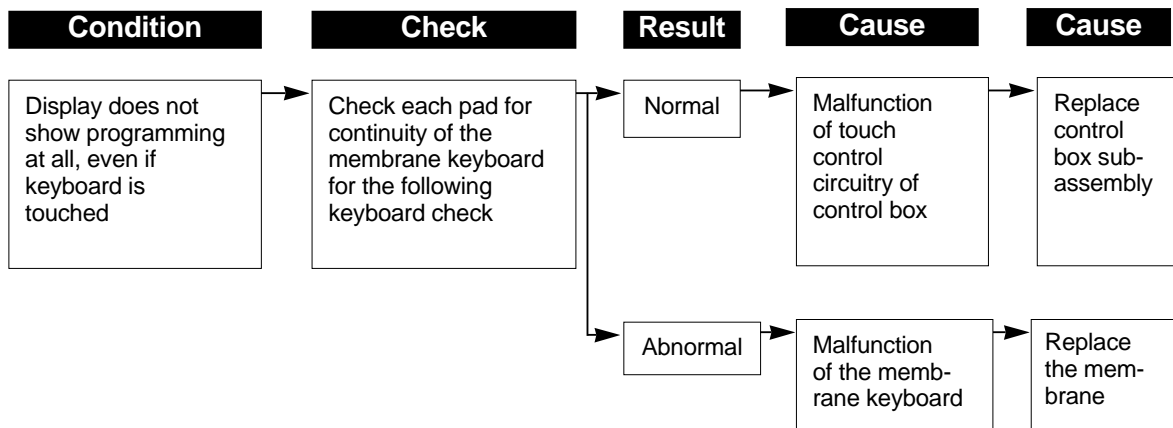 Condition
Check
Result
Cause
Cause
Display does not
show programming
at all, even if
keyboard is
touched
Check each pad for
continuity of the
membrane keyboard
for the following
keyboard check
Normal
Malfunction
of touch
control
circuitry of
control box
Replace
control
box sub-
assembly
Abnormal
Malfunction
of the memb-
rane keyboard
Replace
the mem-
brane